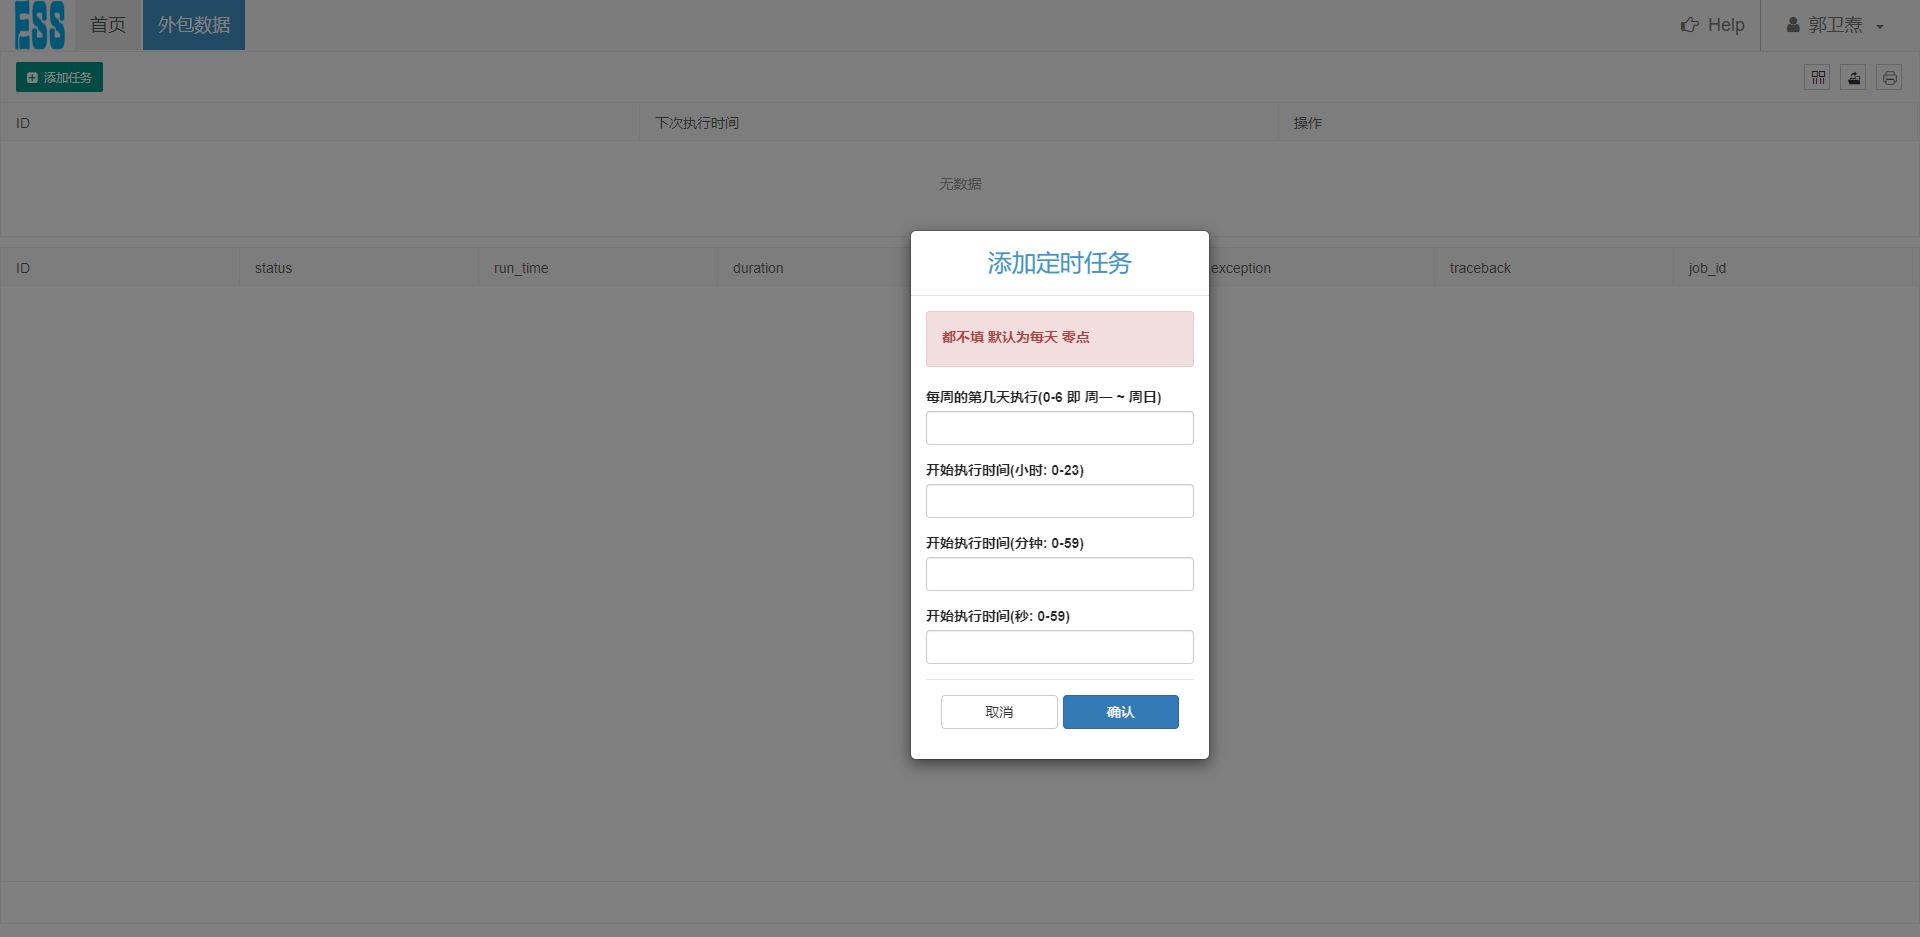 ESS 首页 外包数据 Help 郭卫焘
添加任务
ID 下次执行时间 操作
无数据
ID status run_time duration exception traceback job_id
添加定时任务
都不填 默认为每天 零点
每周的第几天执行(0-6 即 周一 ~ 周日)
开始执行时间(小时: 0-23)
开始执行时间(分钟: 0-59)
开始执行时间(秒: 0-59)
取消 确认